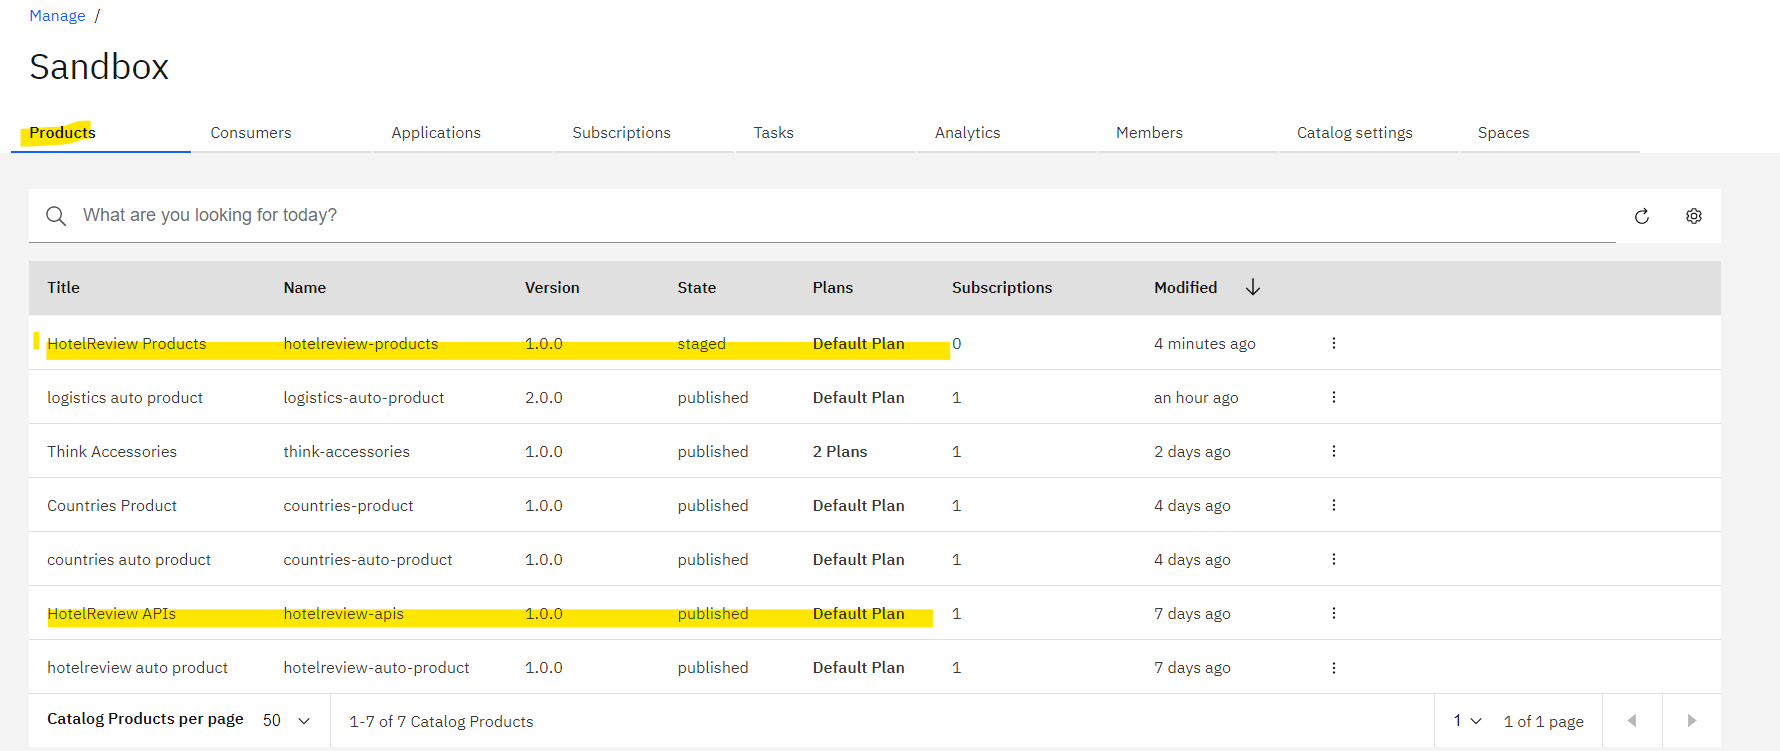 Manage /
Sandbox
Products Consumers Applications Subscriptions Tasks Analytics Members Catalog settings Spaces
What are you looking for today?
Title Name Version State Plans Subscriptions Modified
HotelReview Products hotelreview-products 1.0.0 staged Default Plan 0 4 minutes ago
logistics auto product logistics-auto-product 2.0.0 published Default Plan 1 an hour ago
Think Accessories think-accessories 1.0.0 published 2 Plans 1 2 days ago
Countries Product countries-product 1.0.0 published Default Plan 1 4 days ago
countries auto product countries-auto-product 1.0.0 published Default Plan 1 4 days ago
HotelReview APIs hotelreview-apis 1.0.0 published Default Plan 1 7 days ago
hotelreview auto product hotelreview-auto-product 1.0.0 published Default Plan 1 7 days ago
Catalog Products per page 50 1-7 of 7 Catalog Products 1 1 of 1 page